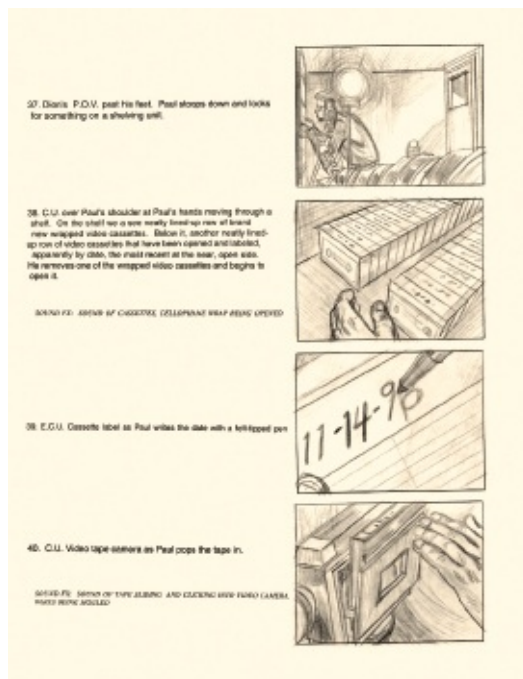 37. Dion's P.O.V. past his feet. Paul stoops down and looks
for something on a shelving unit.
38. C.U. over Paul's shoulder at Paul's hands moving through a
shelf. On the shelf we a see neatly lined-up row of brand
new wrapped video cassettes. Below it, another neatly lined-
up row of video cassettes that have been opened and labeled,
apparently by date, the most recent at the near, open side.
He removes one of the wrapped video cassettes and begins to
open it.
SOUND FX: SOUND OF CASSETTES, CELLOPHANE WRAP BEING OPENED
39. E.C.U. Cassette label as Paul writes the date with a felt-tipped pen
11-14-90
40. C.U. Video tape camera as Paul pops the tape in.
SOUND FX: SOUND OF TAPE SLIDING AND CLICKING INTO VIDEO CAMERA,
BEING